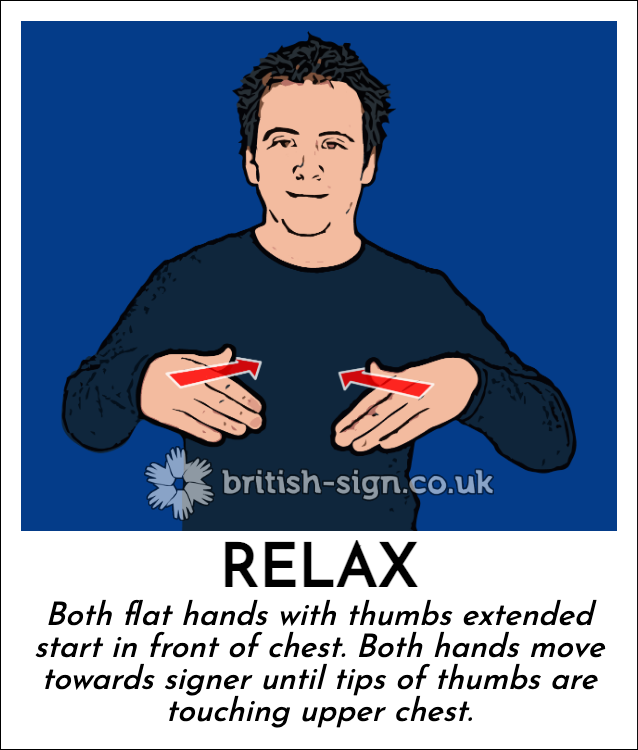 british-sign.co.uk
RELAX
Both flat hands with thumbs extended
start in front of chest. Both hands move
towards signer until tips of thumbs are
touching upper chest.